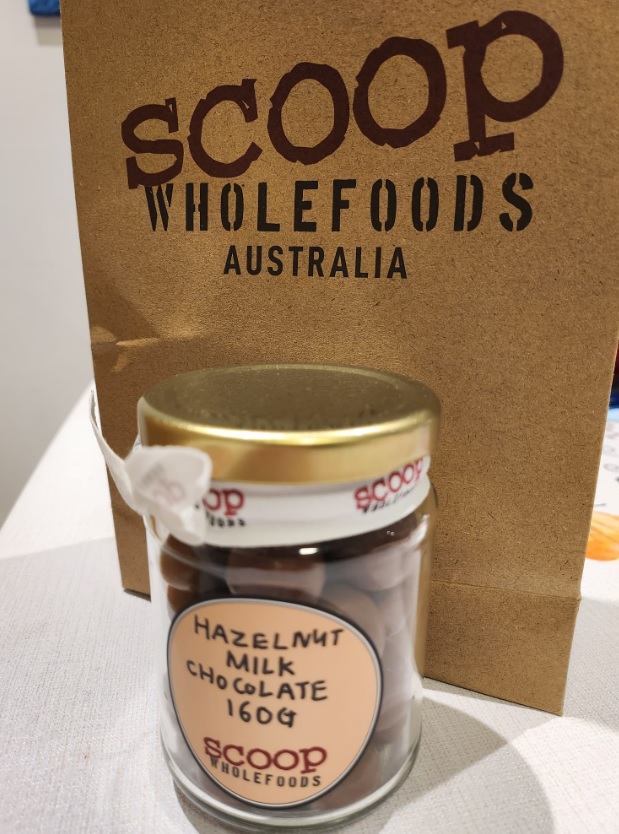 scoop
WHOLEFOODS
AUSTRALIA
SCOOP
HAZELNUT
MILK
CHOCOLATE
160G
scoop
WHOLEFOODS